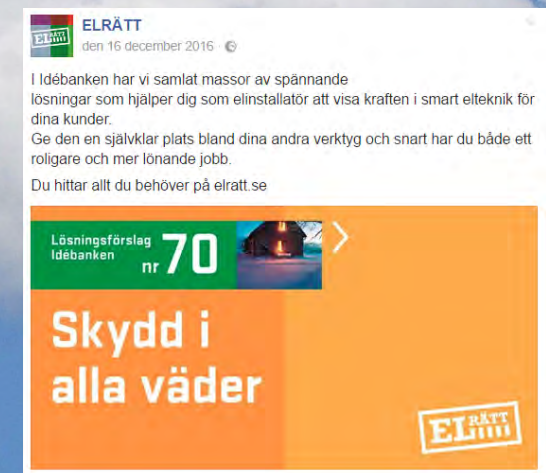 ELRÄTT
ELRÄTT
den 16 december 2016
I Idébanken har vi samlat massor av spännande
lösningar som hjälper dig som elinstallatör att visa kraften i smart elteknik för
dina kunder.
Ge den en självklar plats bland dina andra verktyg och snart har du både ett
roligare och mer lönande jobb.
Du hittar allt du behöver på elratt.se
Lösningsförslag
Idébanken
nr 70
Skydd i
alla väder
ELRÄTT